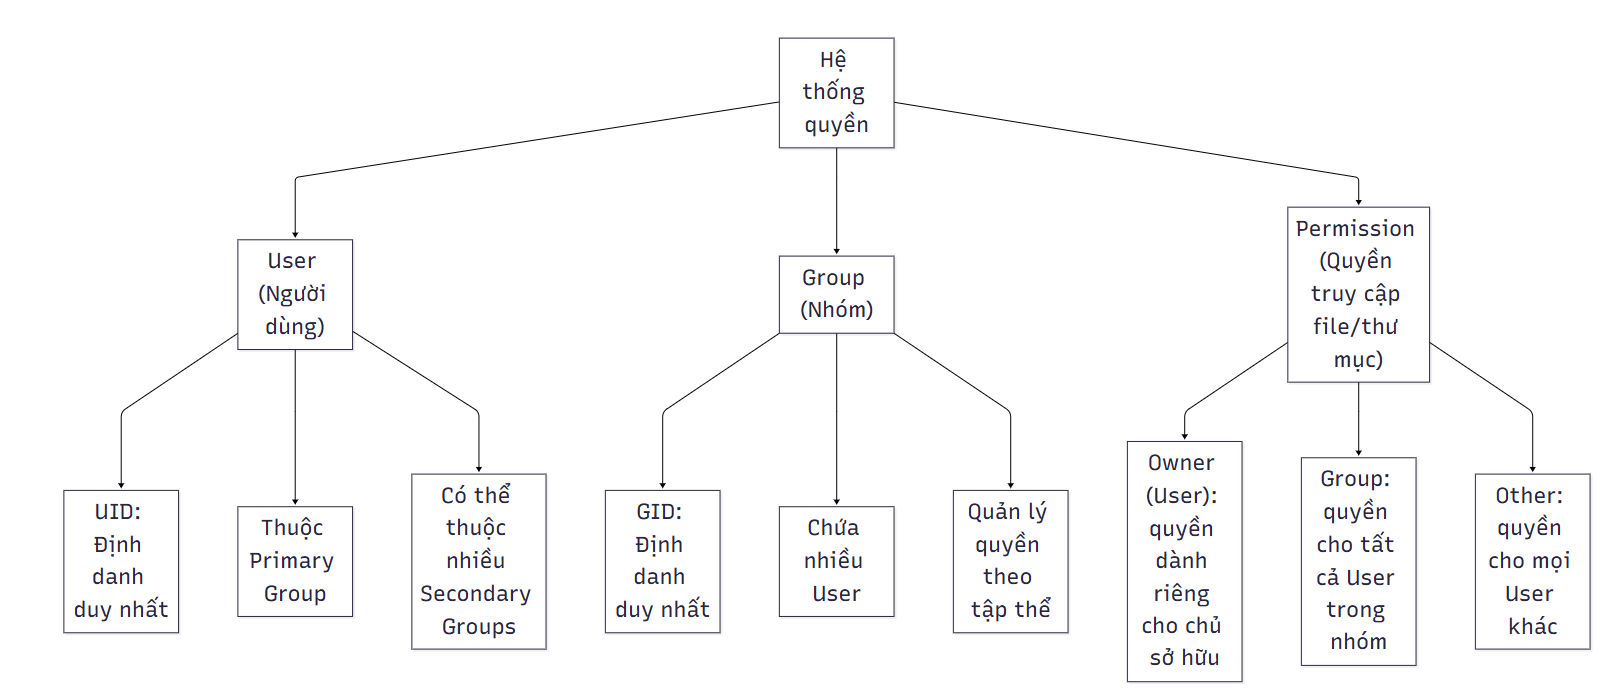 Hệ
thống
quyền
User
(Người
dùng)
Group
(Nhóm)
Permission
(Quyền
truy cập
file/thư
mục)
UID:
Định
danh
duy nhất
Thuộc
Primary
Group
Có thể
thuộc
nhiều
Secondary
Groups
GID:
Định
danh
duy nhất
Chứa
nhiều
User
Quản lý
quyền
theo
tập thể
Owner
(User):
quyền
dành
riêng
cho chủ
sở hữu
Group:
quyền
cho tất
cả User
trong
nhóm
Other:
quyền
cho mọi
User
khác